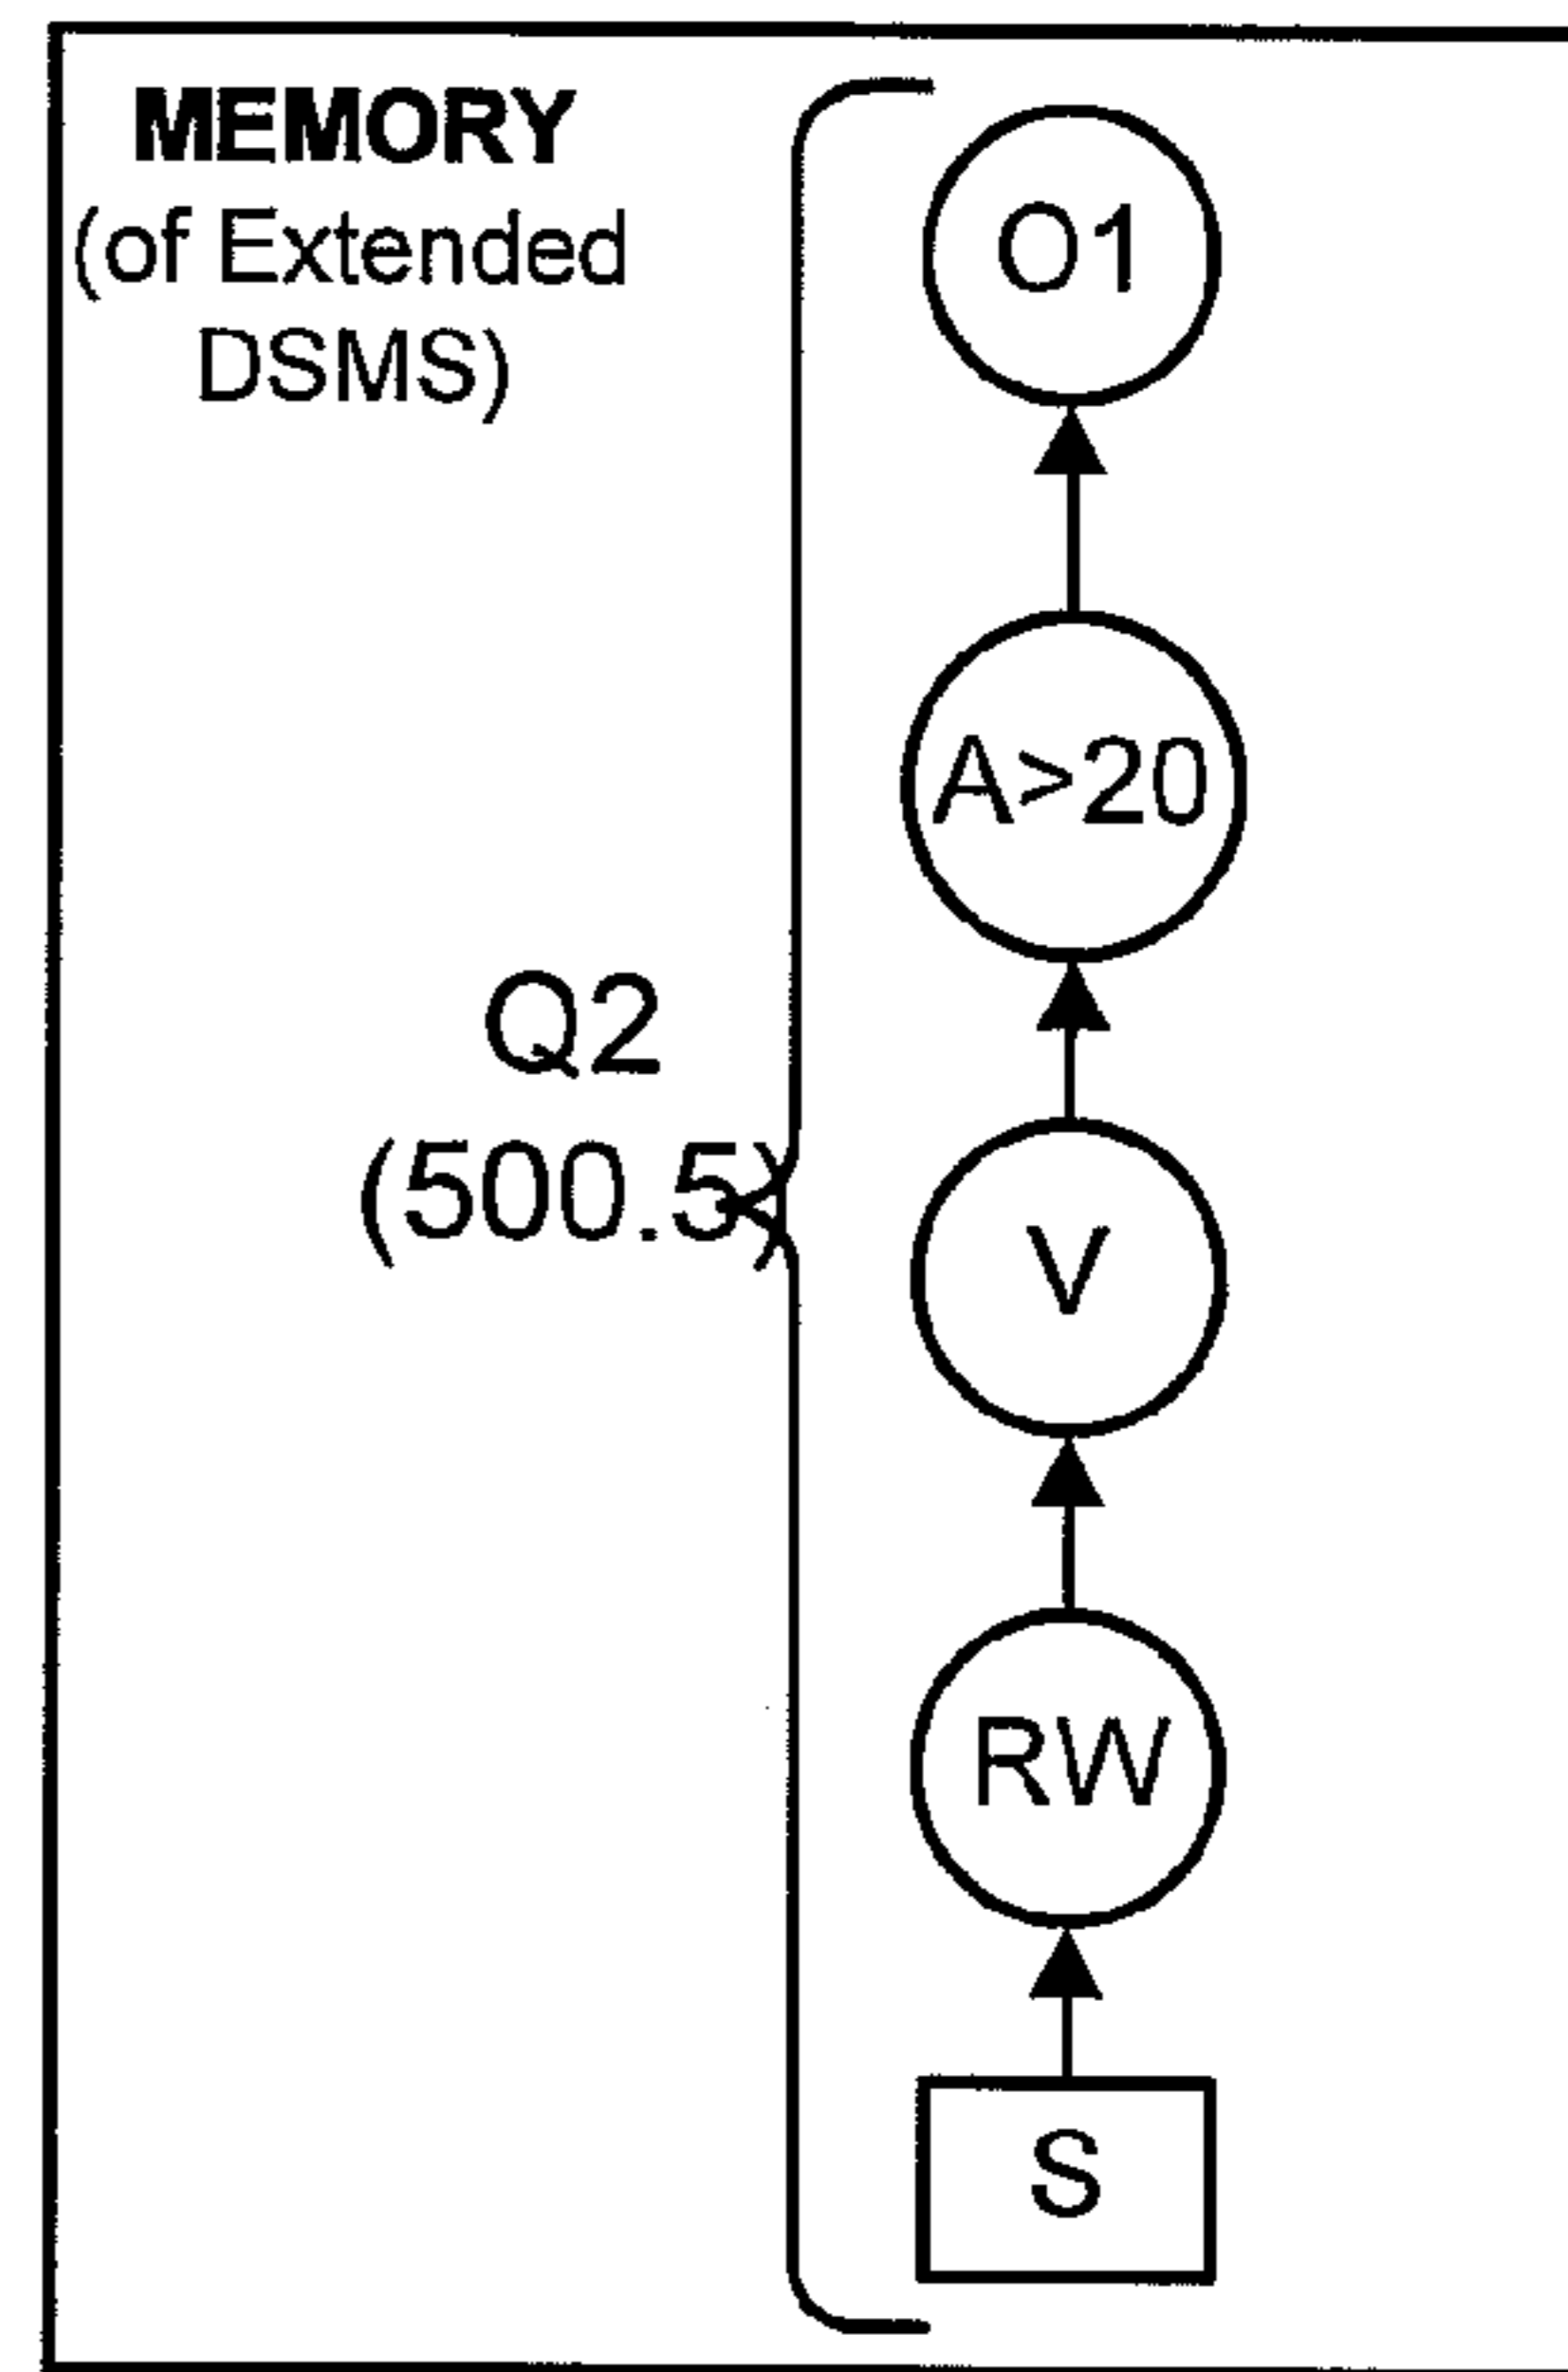 MEMORY
(of Extended
DSMS)
O1
A>20
Q2
(500.5)
V
RW
S